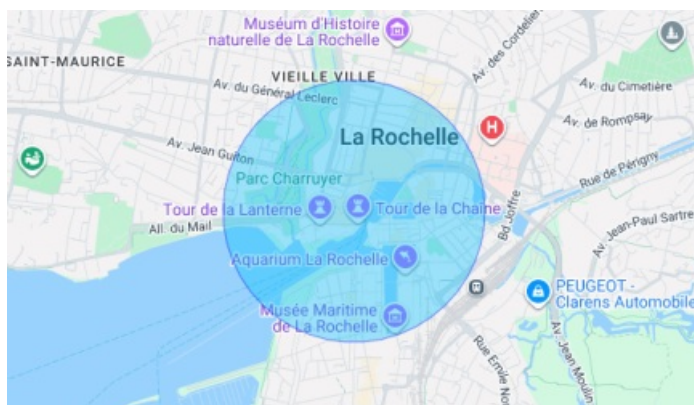 Muséum d'Histoire
naturelle de La Rochelle
SAINT-MAURICE
VIEILLE VILLE
Av. des Cordeliers
Av. du Général Leclerc
Av. du Cimetière
Av. de Rompsay
La Rochelle
H
Av. Jean Guiton
Rue de Périgny
Parc Charruyer
Tour de la Lanterne
Tour de la Chaîne
All. du Mail
Bd Joffre
Av. Jean-Paul Sartre
Aquarium La Rochelle
PEUGEOT -
Clarens Automobile
Musée Maritime
de La Rochelle
Rue Emile No
Av. Jean Moulin